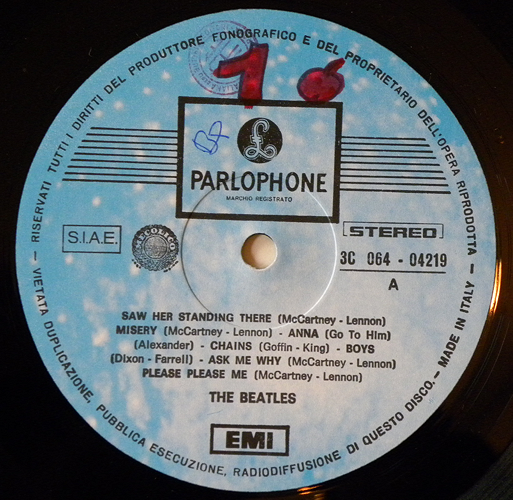 RISERVATI TUTTI I DIRITTI DEL PRODUTTORE FONOGRAFICO E DEL PROPRIETARIO DELL'OPERA RIPRODOTTA
1
£
PARLOPHONE
MARCHIO REGISTRATO
S.I.A.E.
MECOLICO
STEREO
3C 064 - 04219
A
SAW HER STANDING THERE (McCartney - Lennon)
MISERY (McCartney - Lennon) - ANNA (Go To Him)
(Alexander) - CHAINS (Goffin - King) - BOYS
(Dixon - Farrell) - ASK ME WHY (McCartney - Lennon)
PLEASE PLEASE ME (McCartney - Lennon)
THE BEATLES
EMI
VIETATA DUPLICAZIONE, PUBBLICA ESECUZIONE, RADIODIFFUSIONE DI QUESTO DISCO. - MADE IN ITALY -